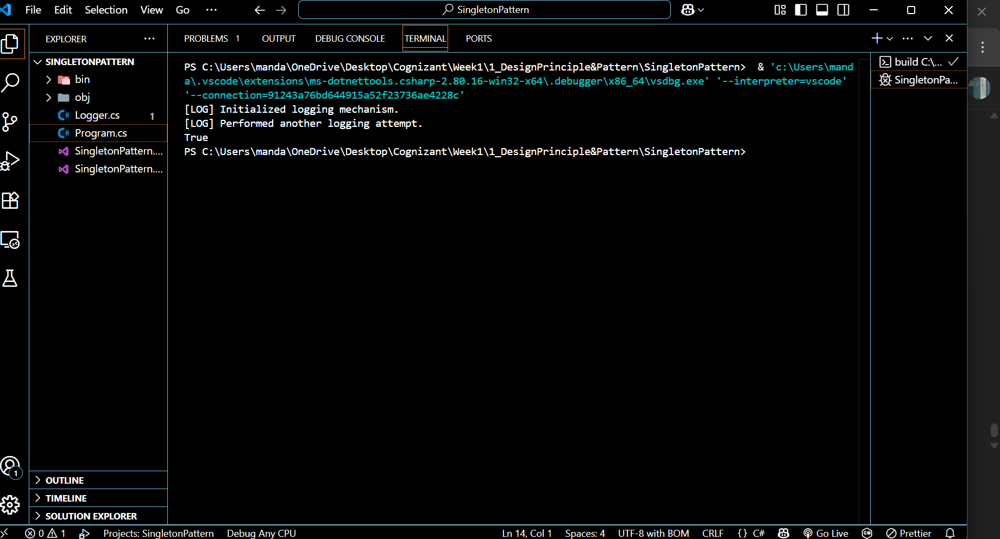 File Edit Selection View Go ···
SingletonPattern
EXPLORER ···
PROBLEMS 1 OUTPUT DEBUG CONSOLE TERMINAL PORTS
SINGLETONPATTERN
bin
obj
Logger.cs 1
Program.cs
SingletonPattern....
SingletonPattern....
PS C:\Users\manda\OneDrive\Desktop\Cognizant\Week1\1_DesignPrinciple&Pattern\SingletonPattern> & 'c:\Users\mand
a\.vscode\extensions\ms-dotnettools.csharp-2.80.16-win32-x64\.debugger\x86_64\vsdbg.exe' '--interpreter=vscode'
'--connection=91243a76bd644915a52f23736ae4228c'
[LOG] Initialized logging mechanism.
[LOG] Performed another logging attempt.
True
PS C:\Users\manda\OneDrive\Desktop\Cognizant\Week1\1_DesignPrinciple&Pattern\SingletonPattern>
build C:\...
SingletonPa...
1
OUTLINE
TIMELINE
SOLUTION EXPLORER
0 1 Projects: SingletonPattern Debug Any CPU Ln 14, Col 1 Spaces: 4 UTF-8 with BOM CRLF {} C# Go Live Prettier